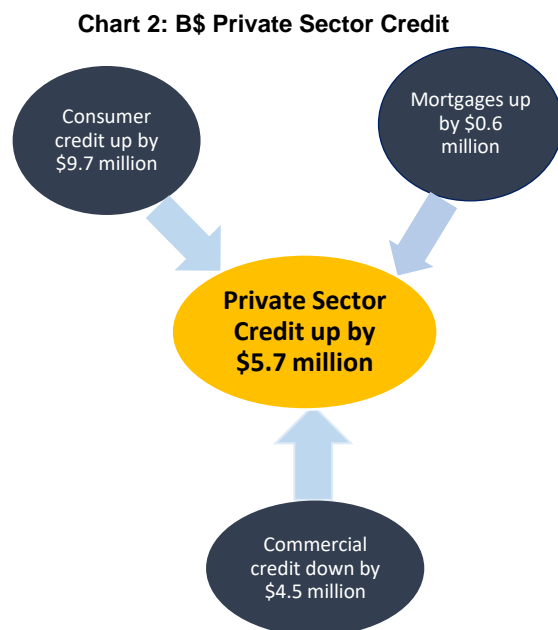 Chart 2: B$ Private Sector Credit
Consumer
credit up by
$9.7 million
Mortgages up
by $0.6
million
Private Sector
Credit up by
$5.7 million
Commercial
credit down by
$4.5 million